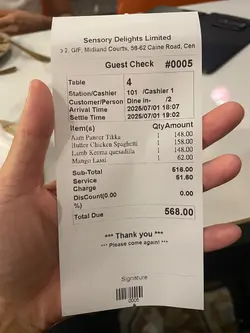 Sensory Delights Limited
> 2, G/F, Midland Courts, 58-62 Caine Road, Cen
Guest Check #0005
Table 4
Station/Cashier 101 /Cashier 1
Customer/Person Dine in- /2
Arrival Time 2025/07/01 18:07
Settle Time 2025/07/01 19:02
Item(s) Qty Amount
Aam Paneer Tikka 1 148.00
Butter Chicken Spaghetti 1 158.00
Lamb Keema quesadilla 1 148.00
Mango Lassi 1 62.00
Sub-Total 516.00
Service 51.60
Charge
DisCount(0.00 0.00
%)
Total Due 568.00
*** Thank you ***
*** Please come again! ***
Signature
0005